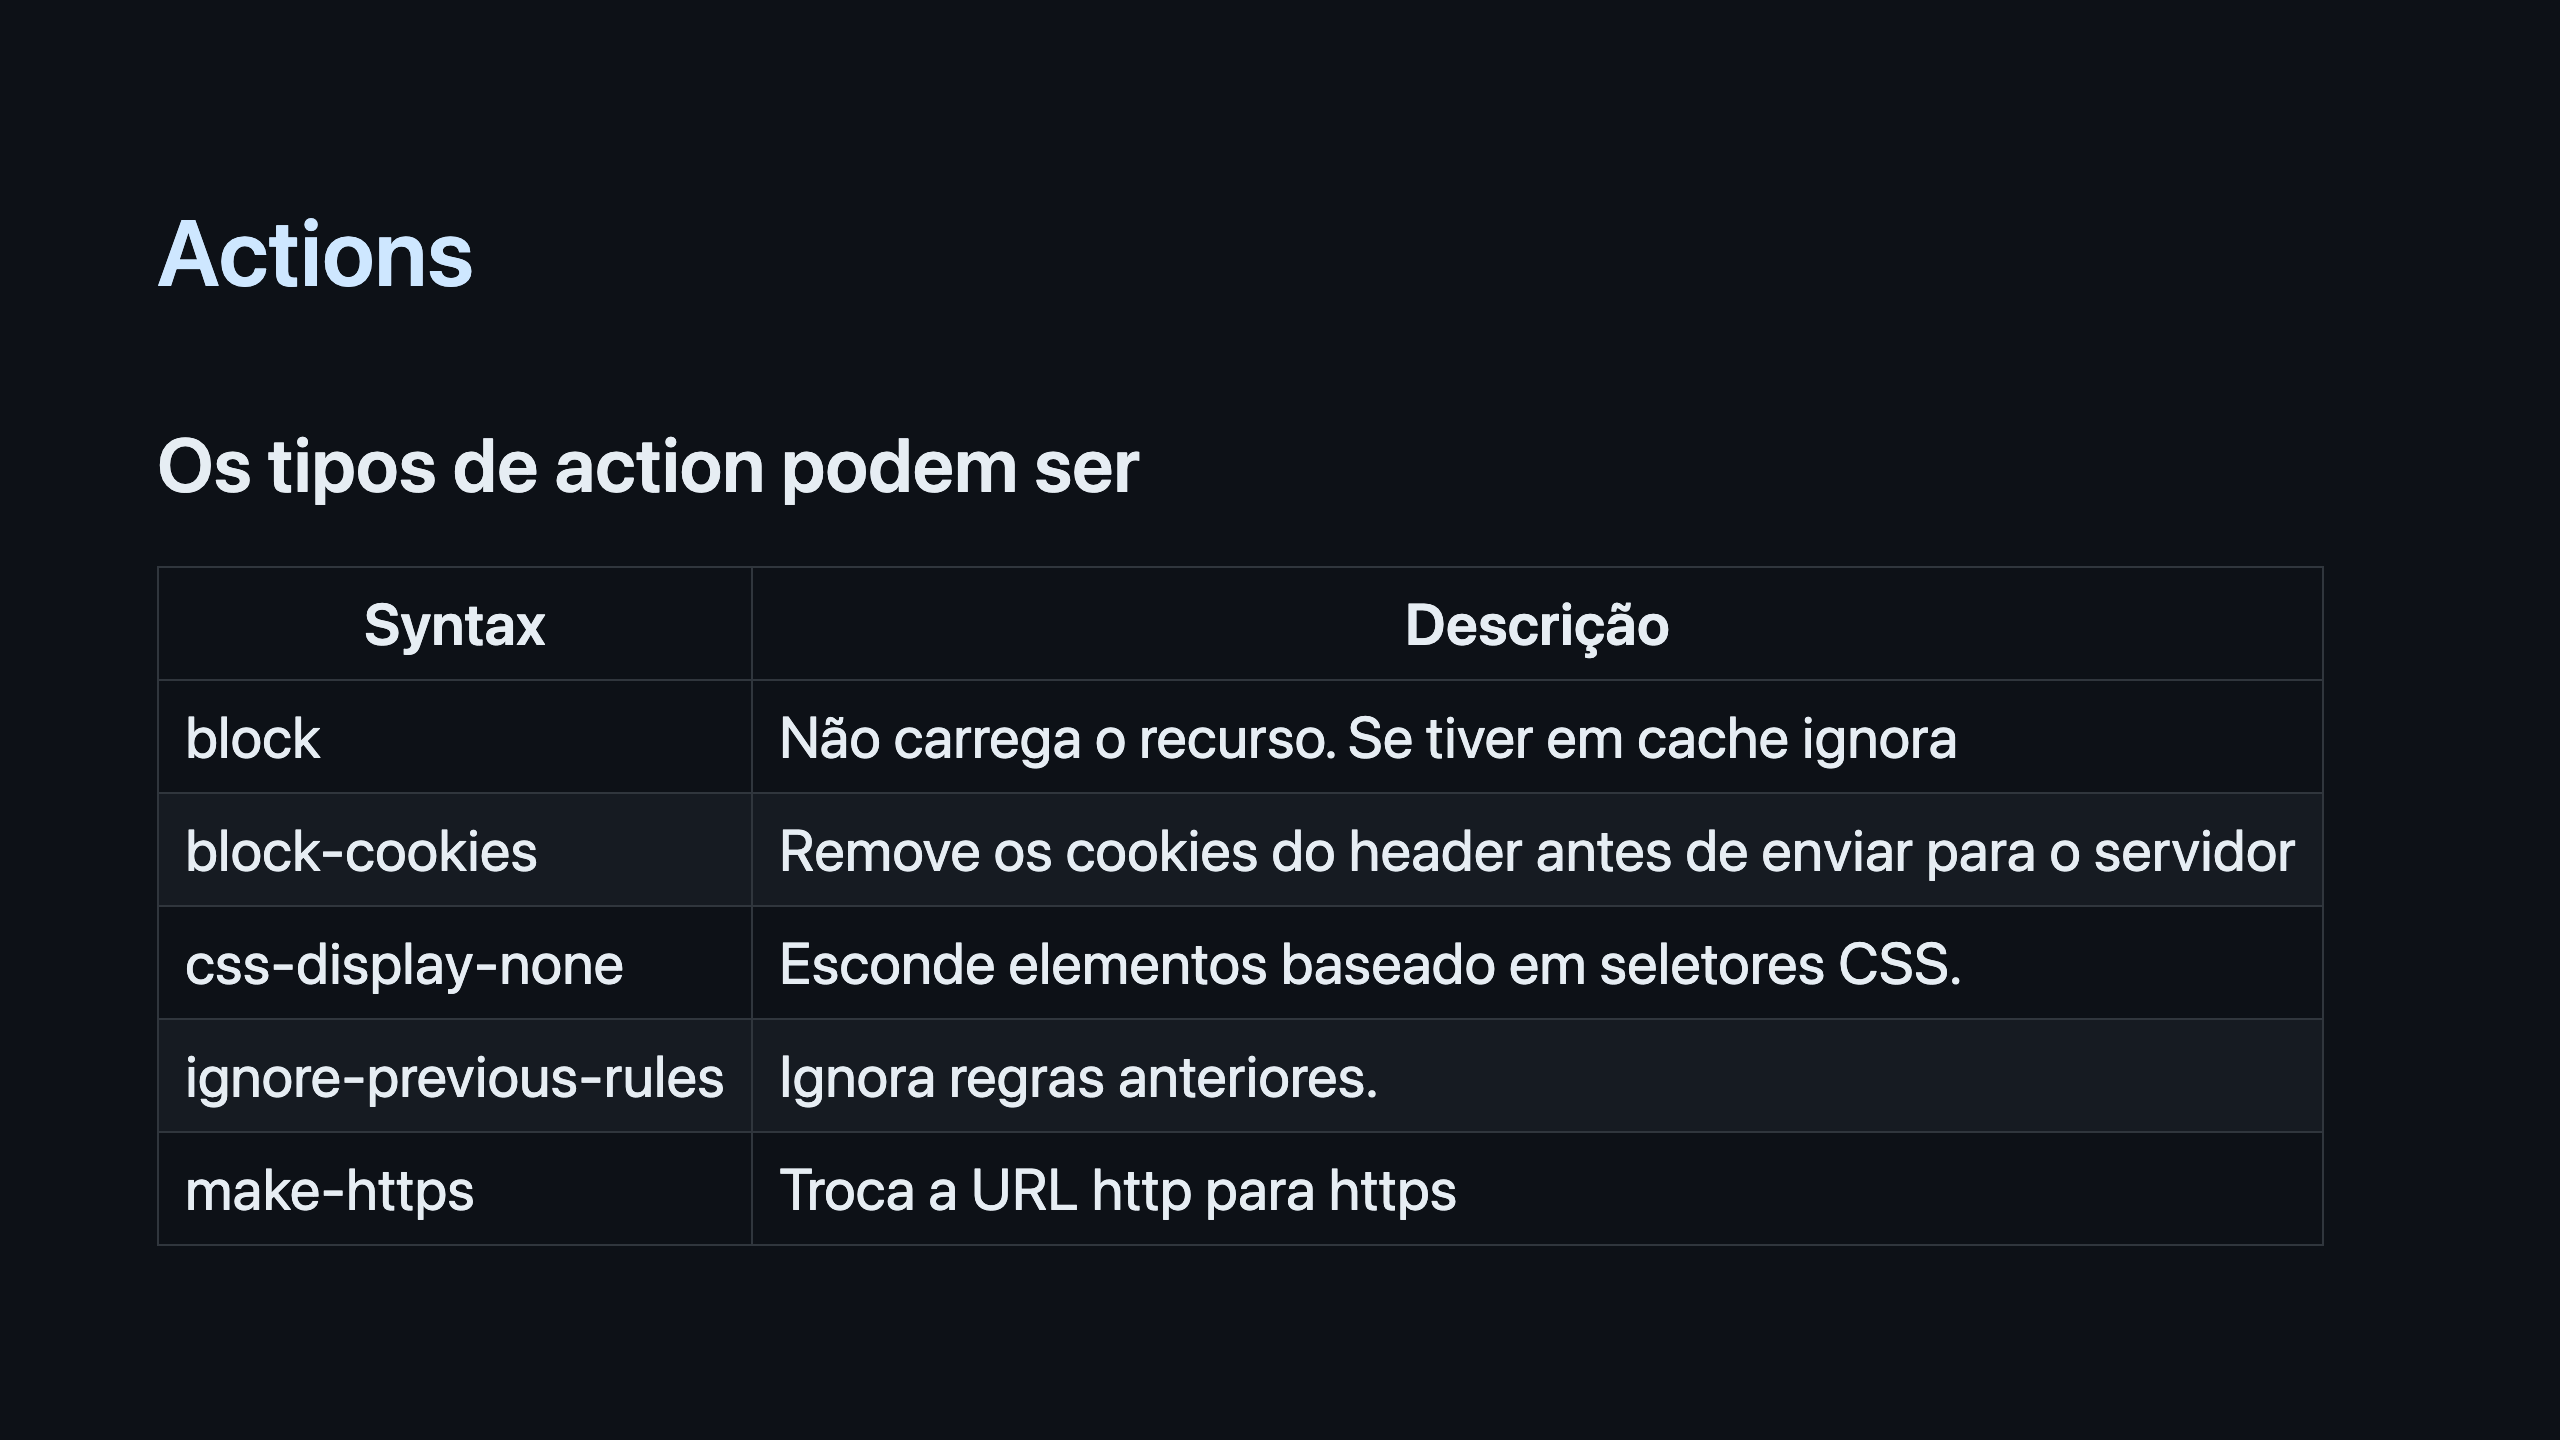 Actions
Os tipos de action podem ser
Syntax Descrição
block Não carrega o recurso. Se tiver em cache ignora
block-cookies Remove os cookies do header antes de enviar para o servidor
css-display-none Esconde elementos baseado em seletores CSS.
ignore-previous-rules Ignora regras anteriores.
make-https Troca a URL http para https